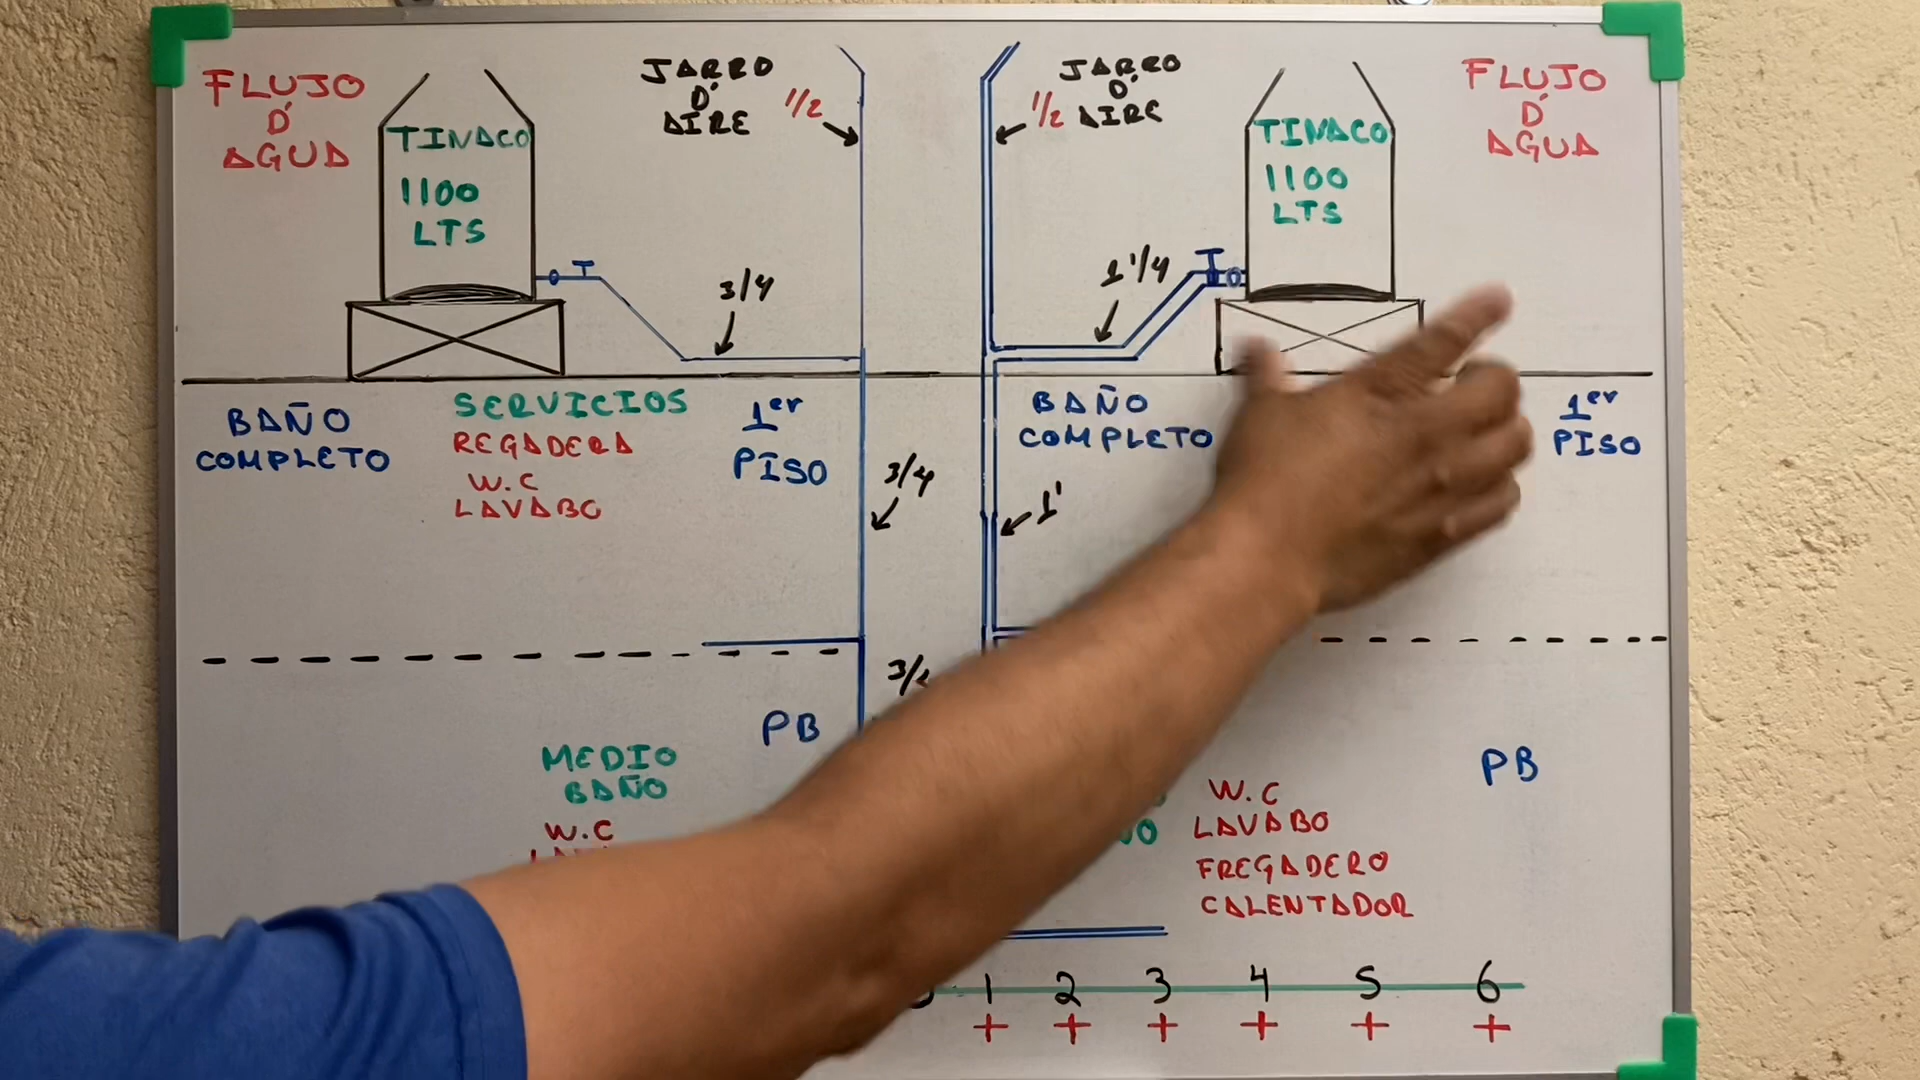 FLUJO
D'
AGUA
TINACO
1100
LTS
JARRO
D'
AIRE
1/2
3/4
BAÑO
COMPLETO
SERVICIOS
REGADERA
W.C
LAVABO
1er
PISO
3/4
PB
MEDIO
BAÑO
W.C
JARRO
D'
1/2 AIRE
1 1/4
TINACO
1100
LTS
FLUJO
D'
AGUA
BAÑO
COMPLETO
1'
1er
PISO
PB
W.C
LAVABO
FREGADERO
CALENTADOR
1 2 3 4 5 6
+ + + + + +